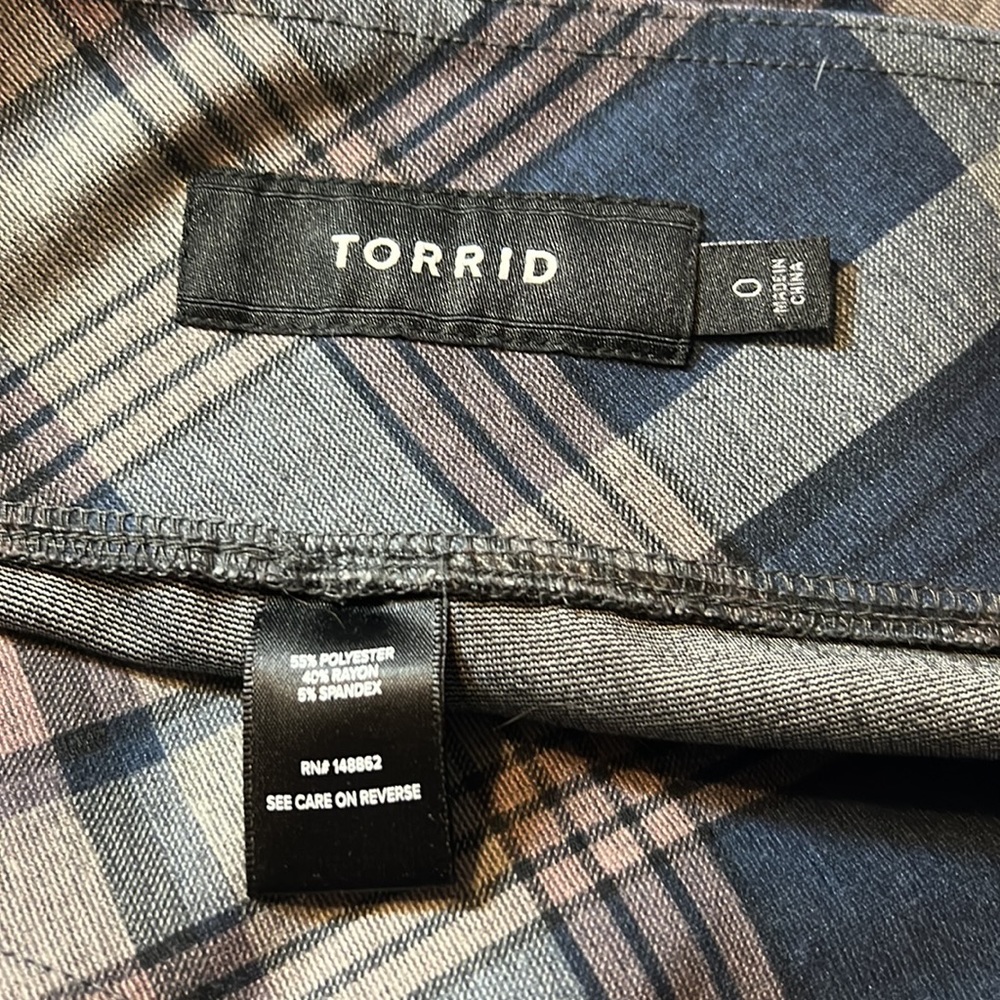 TORRID
0
MADE IN
CHINA
55% POLYESTER
40% RAYON
5% SPANDEX
RN# 148862
SEE CARE ON REVERSE